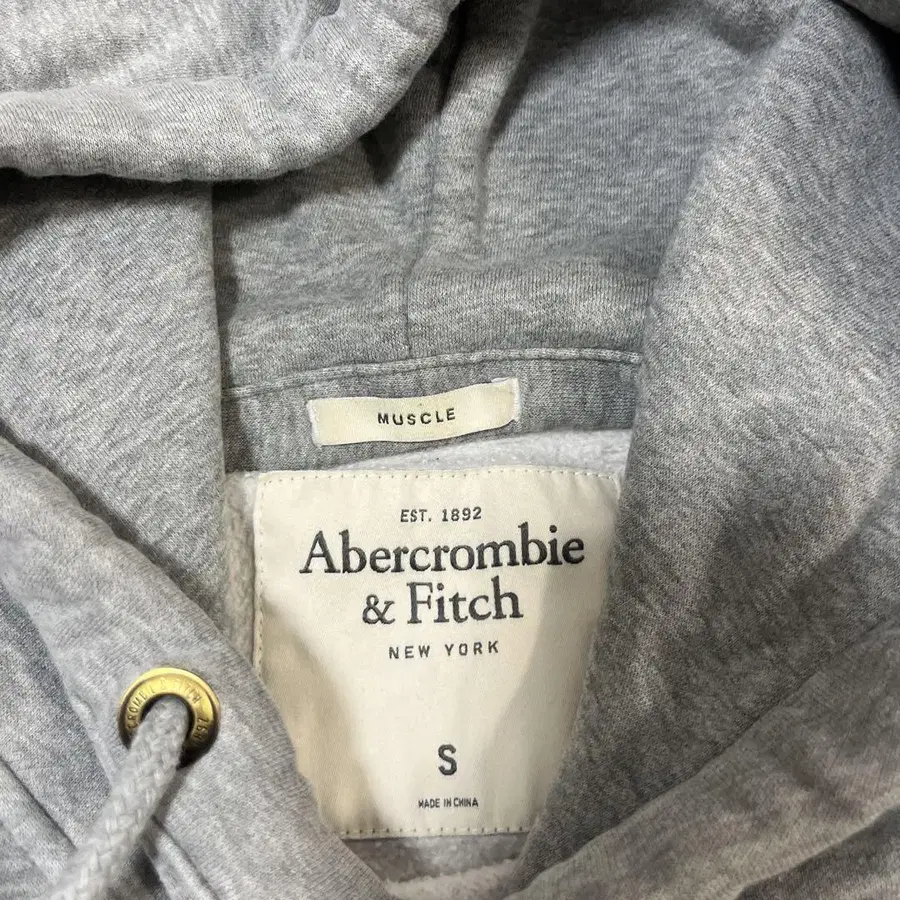 MUSCLE
EST. 1892
Abercrombie
& Fitch
NEW YORK
S
MADE IN CHINA